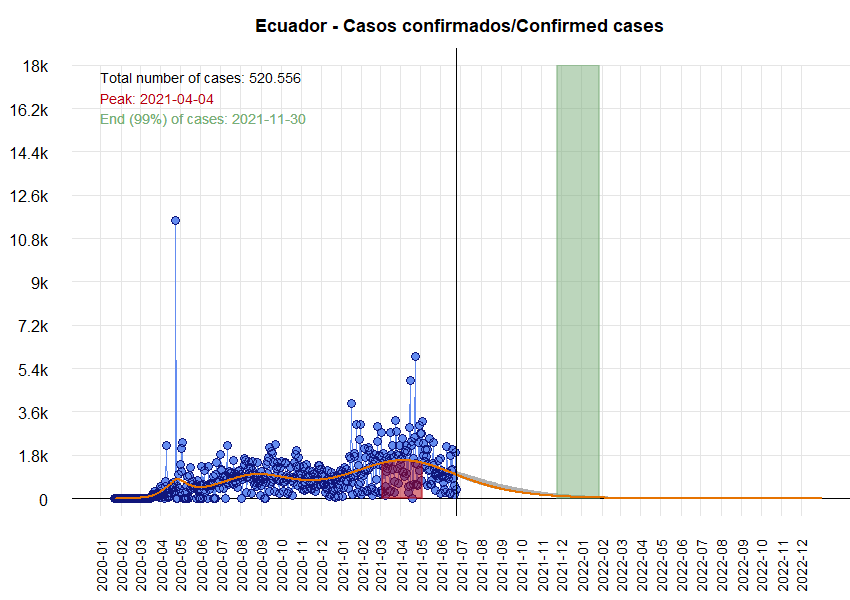 Ecuador - Casos confirmados/Confirmed cases
Total number of cases: 520.556
Peak: 2021-04-04
End (99%) of cases: 2021-11-30
18k
16.2k
14.4k
12.6k
10.8k
9k
7.2k
5.4k
3.6k
1.8k
0
2020-01
2020-02
2020-03
2020-04
2020-05
2020-06
2020-07
2020-08
2020-09
2020-10
2020-11
2020-12
2021-01
2021-02
2021-03
2021-04
2021-05
2021-06
2021-07
2021-08
2021-09
2021-10
2021-11
2021-12
2022-01
2022-02
2022-03
2022-04
2022-05
2022-06
2022-07
2022-08
2022-09
2022-10
2022-11
2022-12